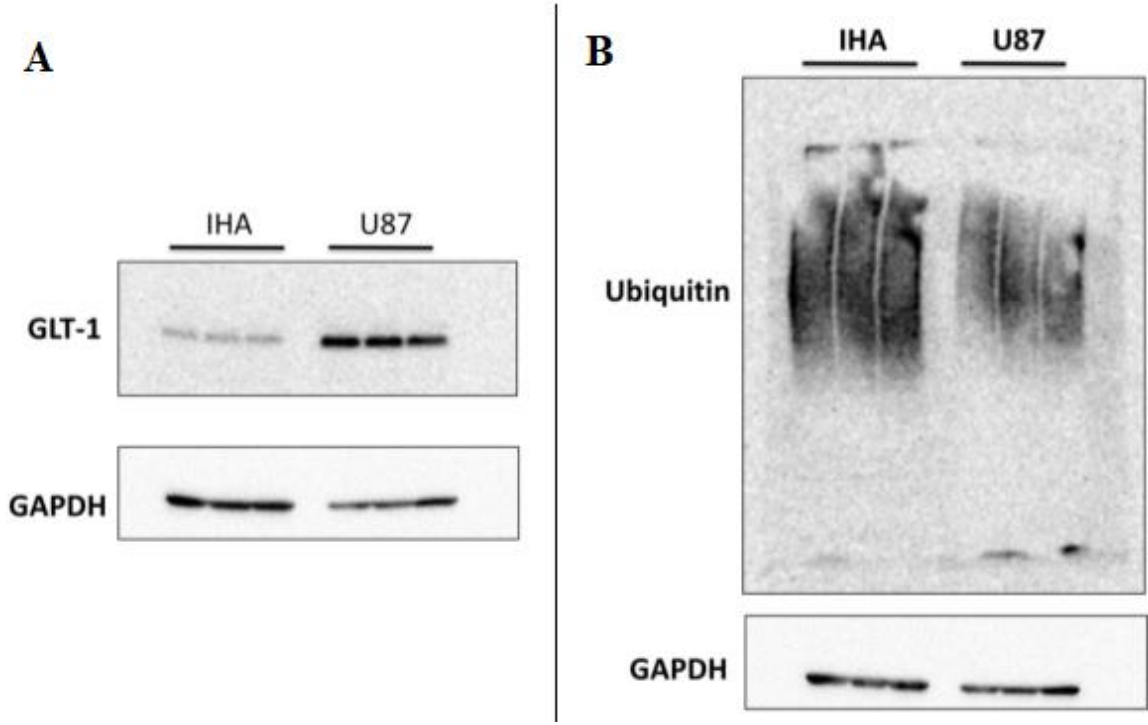 A
IHA U87
GLT-1
GAPDH
B
IHA U87
Ubiquitin
GAPDH